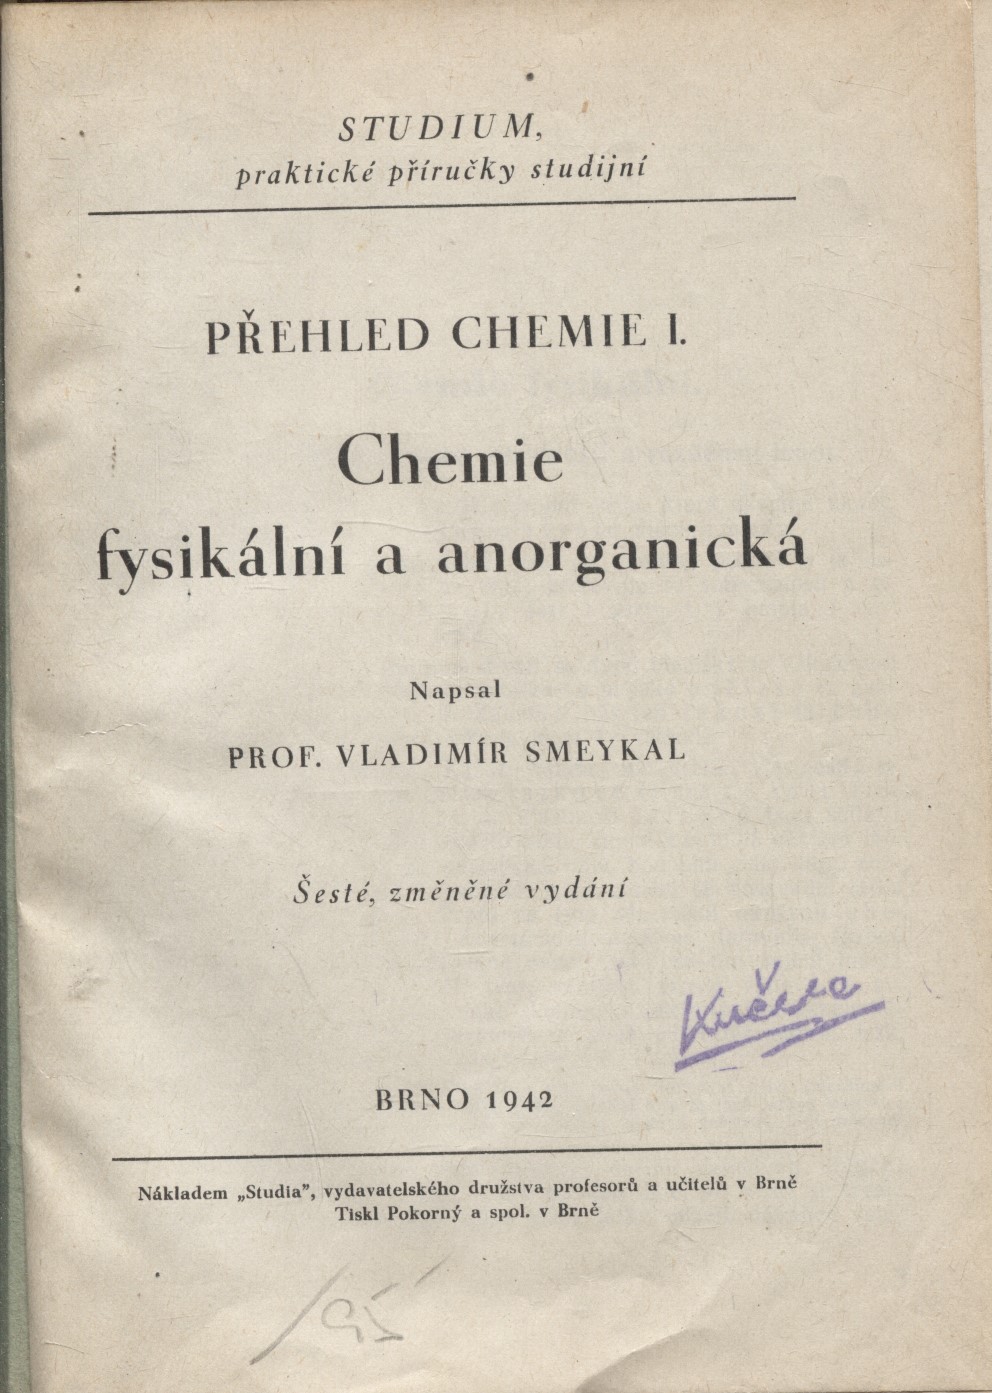 STUDIUM,
praktické příručky studijní
PŘEHLED CHEMIE I.
Chemie
fysikální a anorganická
Napsal
PROF. VLADIMÍR SMEYKAL
Šesté, změněné vydání
Kučera
BRNO 1942
Nákladem „Studia”, vydavatelského družstva profesorů a učitelů v Brně
Tiskl Pokorný a spol. v Brně